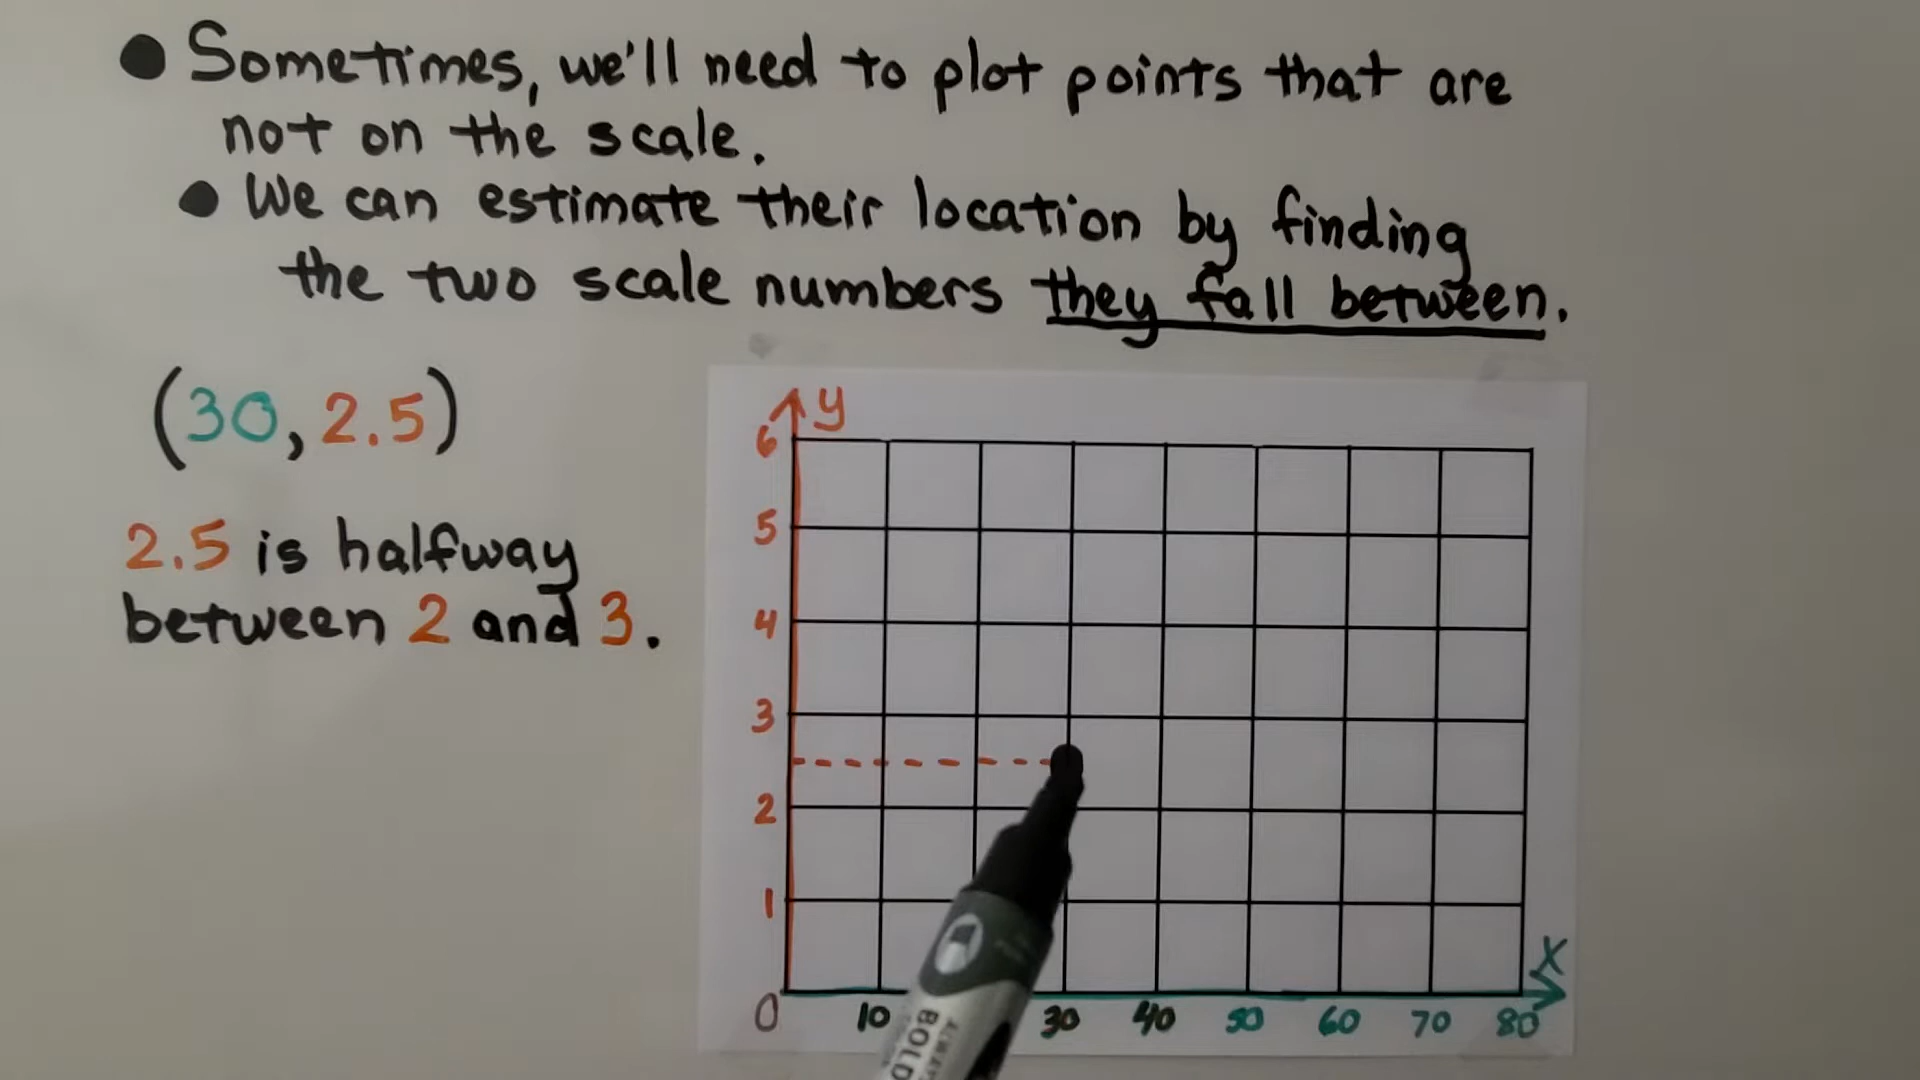 Sometimes, we'll need to plot points that are
not on the scale.
We can estimate their location by finding
the two scale numbers they fall between.
(30, 2.5)
2.5 is halfway
between 2 and 3.
y
6
5
4
3
2
1
0 10 30 40 50 60 70 80
x
BOLD